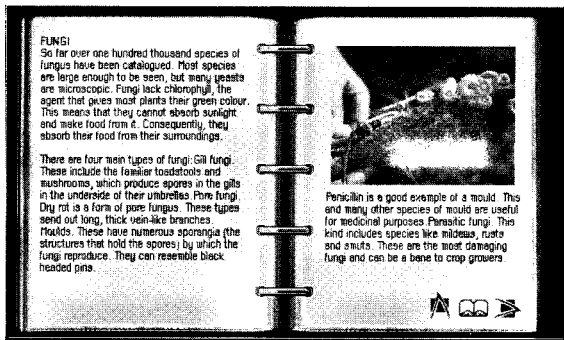 FUNGI
So far over one hundred thousand species of
fungus have been catalogued. Most species
are large enough to be seen, but many yeasts
are microscopic. Fungi lack chlorophyll, the
agent that gives most plants their green colour.
This means that they cannot absorb sunlight
and make food from it. Consequently, they
absorb their food from their surroundings.
There are four main types of fungi: Gill fungi.
These include the familiar toadstools and
mushrooms, which produce spores in the gills
in the underside of their umbrellas. Pore fungi.
Dry rot is a form of pore fungus. These types
send out long, thick vein-like branches.
Moulds. These have numerous sporangia (the
structures that hold the spores) by which the
fungi reproduce. They can resemble black
headed pins.
Penicillin is a good example of a mould. This
and many other species of mould are useful
for medicinal purposes. Parasitic fungi. This
kind includes species like mildews, rusts
and smuts. These are the most damaging
fungi and can be a bane to crop growers.